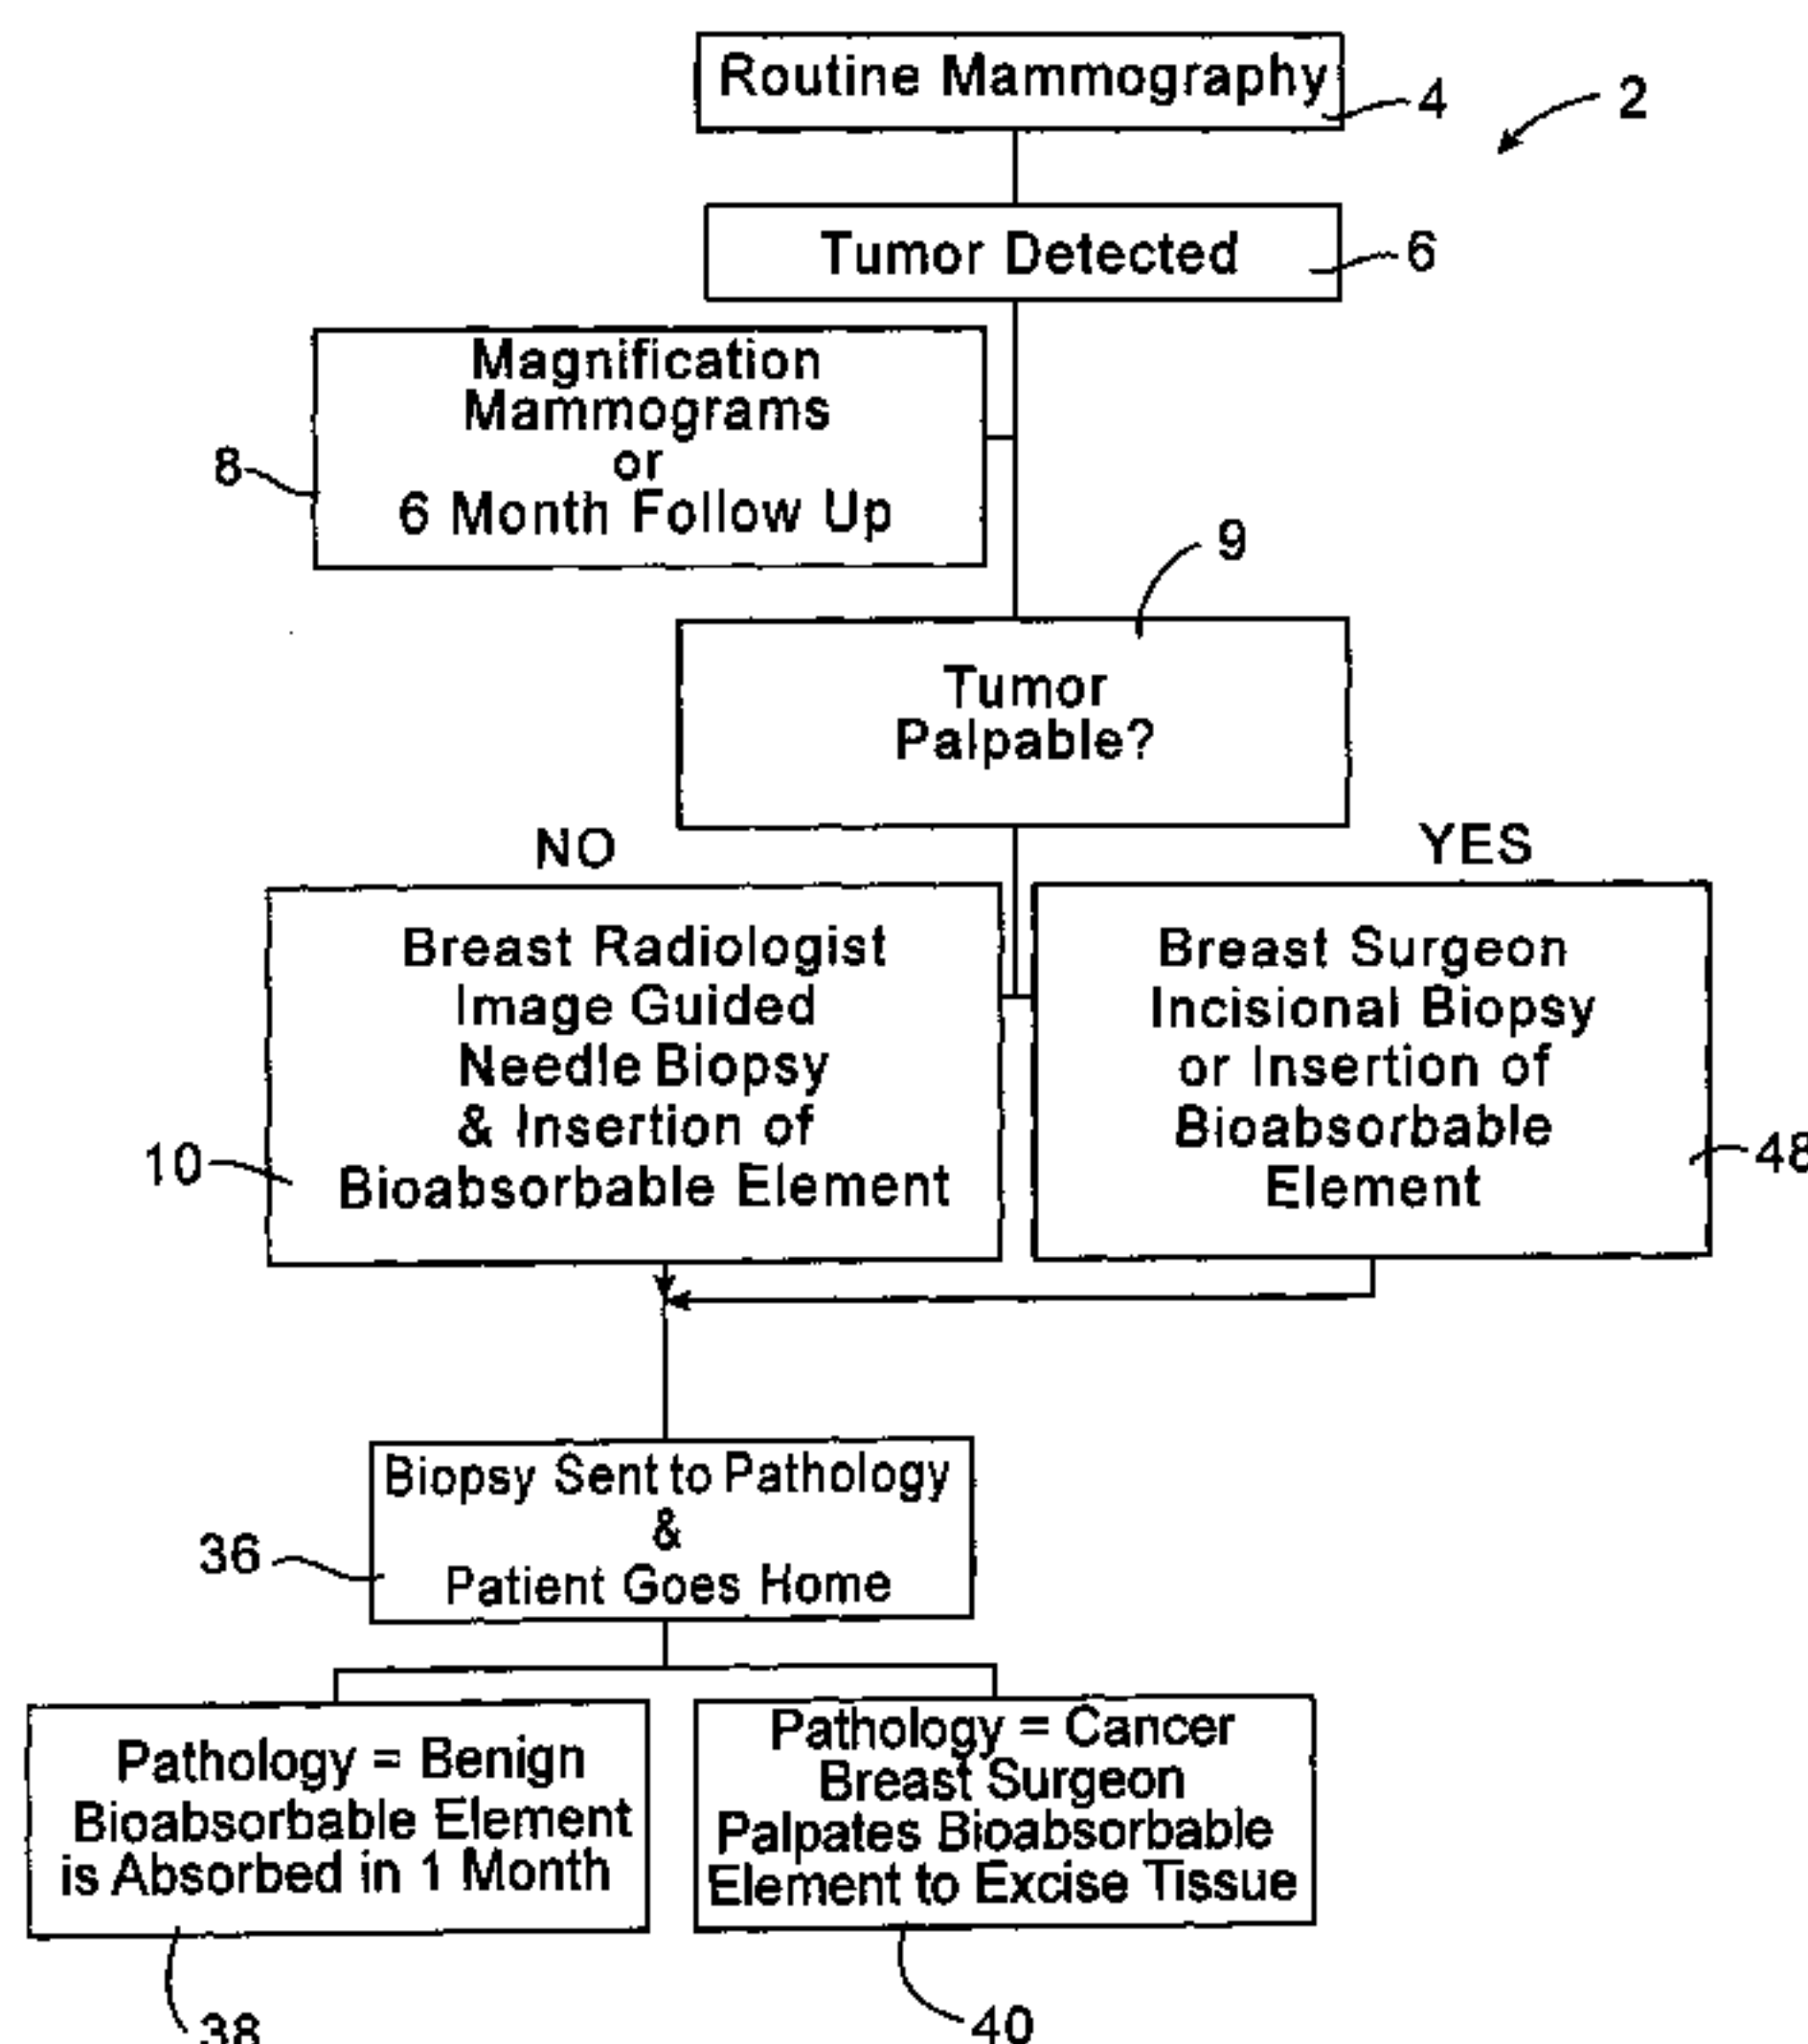 Routine Mammography
4
2
Tumor Detected
6
Magnification
Mammograms
or
6 Month Follow Up
8
9
Tumor
Palpable?
NO
YES
Breast Radiologist
Image Guided
Needle Biopsy
& Insertion of
Bioabsorbable Element
10
Breast Surgeon
Incisional Biopsy
or Insertion of
Bioabsorbable
Element
48
Biopsy Sent to Pathology
&
Patient Goes Home
36
Pathology = Benign
Bioabsorbable Element
is Absorbed in 1 Month
38
Pathology = Cancer
Breast Surgeon
Palpates Bioabsorbable
Element to Excise Tissue
40